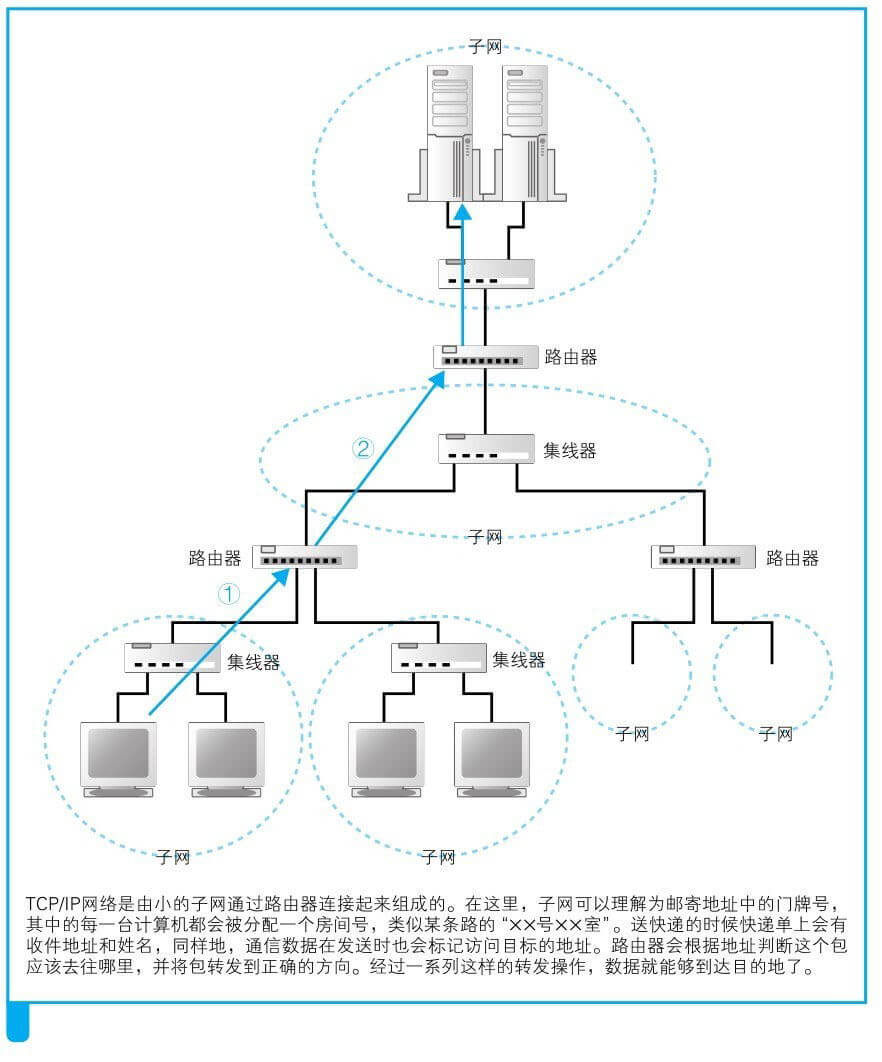 子网
路由器
②
集线器
子网
路由器
路由器
①
集线器
集线器
子网
子网
子网
子网
TCP/IP网络是由小的子网通过路由器连接起来组成的。在这里，子网可以理解为邮寄地址中的门牌号，
其中的每一台计算机都会被分配一个房间号，类似某条路的“××号××室”。送快递的时候快递单上会有
收件地址和姓名，同样地，通信数据在发送时也会标记访问目标的地址。路由器会根据地址判断这个包
应该去往哪里，并将包转发到正确的方向。经过一系列这样的转发操作，数据就能够到达目的地了。